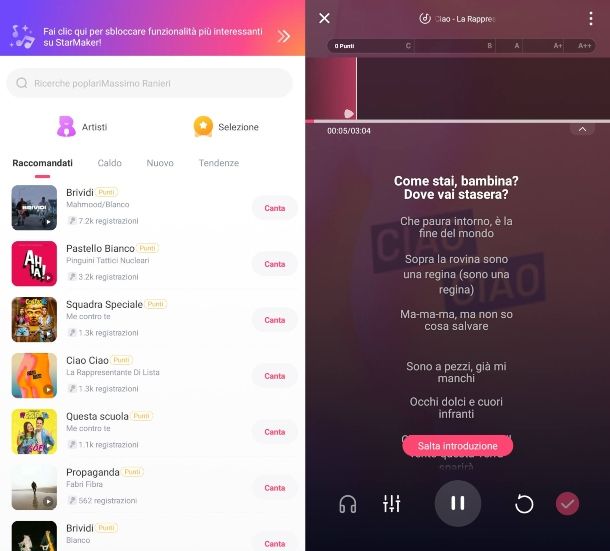 Fai clic qui per sbloccare funzionalità più interessanti
su StarMaker!
Ricerche poplariMassimo Ranieri
Artisti
Selezione
Raccomandati Caldo Nuovo Tendenze
BRIVIDI
Brividi Punti
Mahmood/Blanco
7.2k registrazioni
Canta
AH IA!
Pastello Bianco Punti
Pinguini Tattici Nucleari
3.2k registrazioni
Canta
Squadra Speciale Punti
Me contro te
1.3k registrazioni
Canta
Ciao Ciao Punti
La Rappresentante Di Lista
1.3k registrazioni
Canta
Questa scuola Punti
Me contro te
1.1k registrazioni
Canta
Propaganda Punti
Fabri Fibra
562 registrazioni
Canta
Brividi Punti
Blanco
Canta
Ciao - La Rappres
0 Punti C B A A+ A++
00:05/03:04
CIAO
CIAO
Come stai, bambina?
Dove vai stasera?
Che paura intorno, è la
fine del mondo
Sopra la rovina sono
una regina (sono una
regina)
Ma-ma-ma, ma non so
cosa salvare
Sono a pezzi, già mi
manchi
Occhi dolci e cuori
infranti
Salta introduzione
sparirà